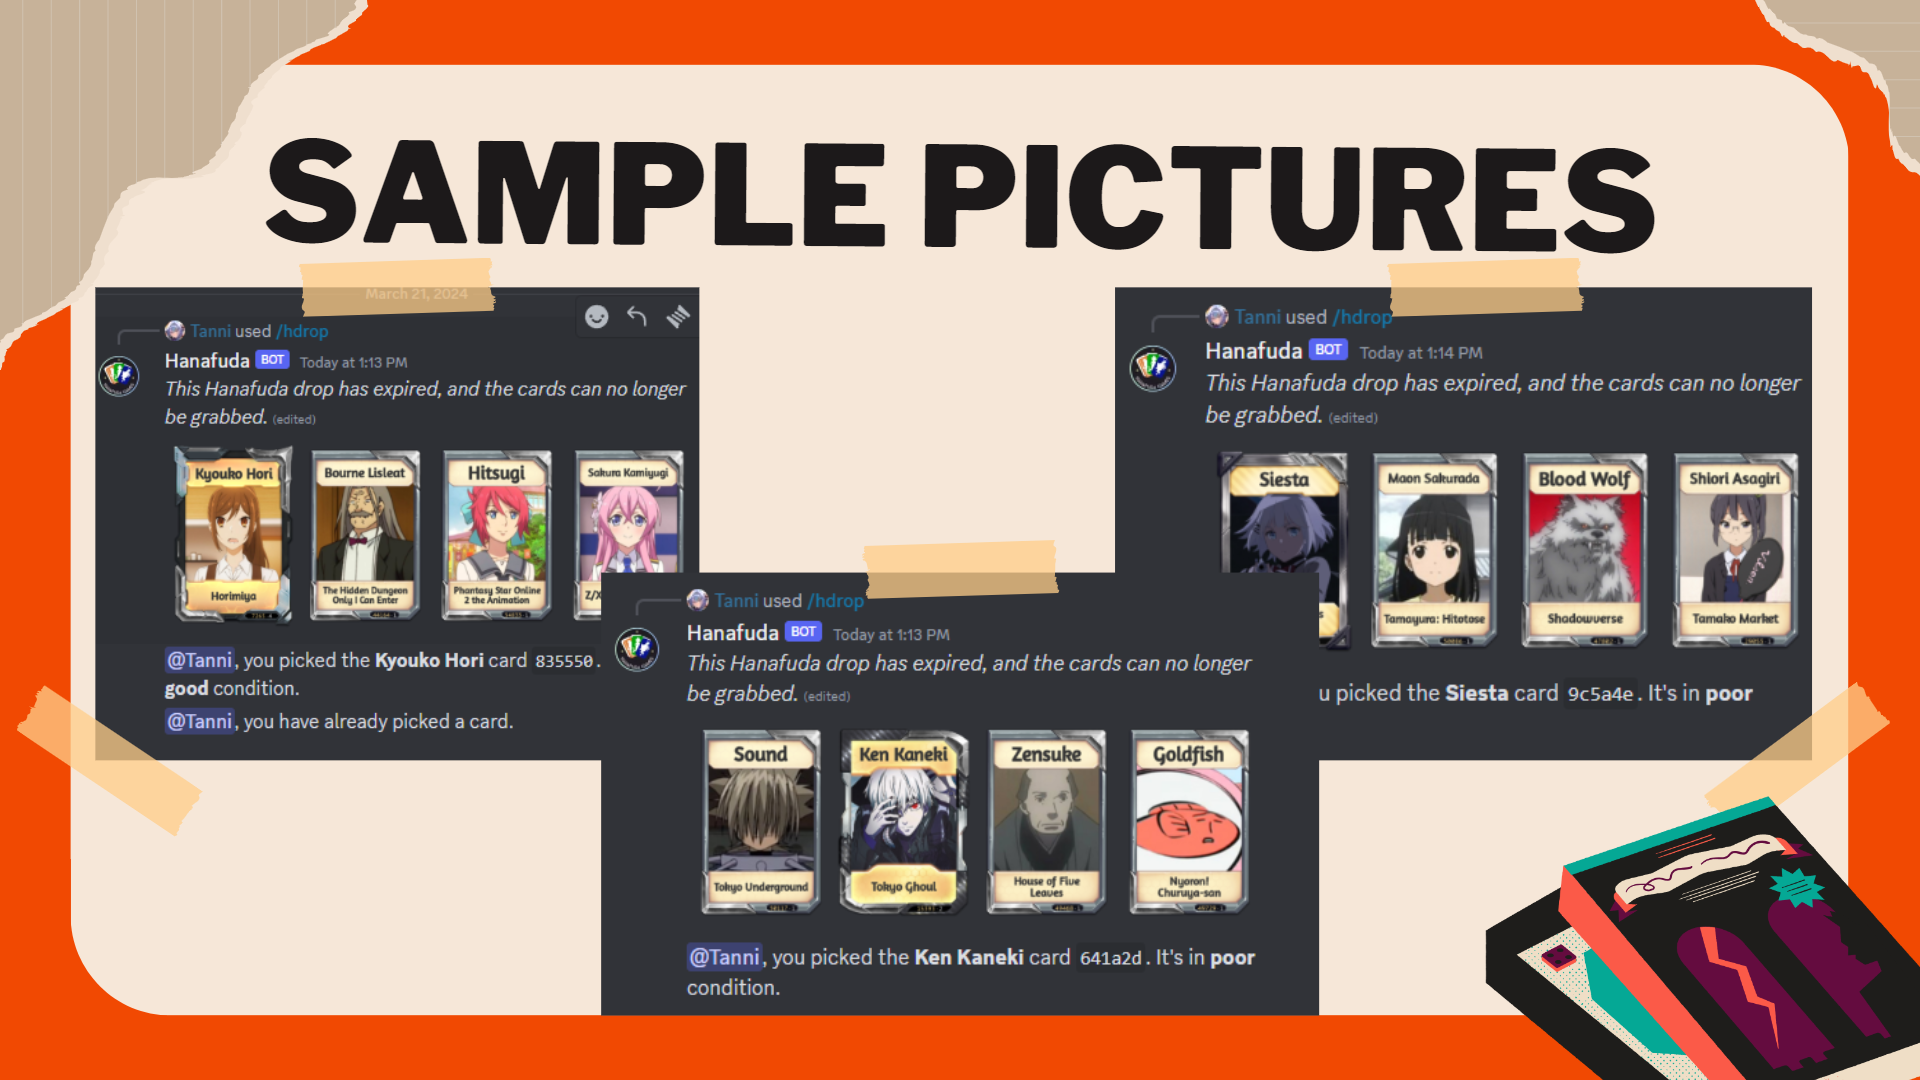 SAMPLE PICTURES
March 21, 2024
Tanni used /hdrop
Hanafuda BOT Today at 1:13 PM
This Hanafuda drop has expired, and the cards can no longer
be grabbed. (edited)
Kyouko Hori
Horimiya
Bourne Lisleat
The Hidden Dungeon
Only I Can Enter
Hitsugi
Phantasy Star Online
2 the Animation
Sakura Kamiyugi
Z/X
@Tanni, you picked the Kyouko Hori card 835550.
good condition.
@Tanni, you have already picked a card.
Tanni used /hdrop
Hanafuda BOT Today at 1:13 PM
This Hanafuda drop has expired, and the cards can no longer
be grabbed. (edited)
Sound
Tokyo Underground
Ken Kaneki
Tokyo Ghoul
Zensuke
House of Five
Leaves
Goldfish
Nyoron!
Churuya-san
@Tanni, you picked the Ken Kaneki card 641a2d. It's in poor
condition.
Tanni used /hdrop
Hanafuda BOT Today at 1:14 PM
This Hanafuda drop has expired, and the cards can no longer
be grabbed. (edited)
Siesta
Maon Sakurada
Tamayura: Hitotose
Blood Wolf
Shadowverse
Shiori Asagiri
Tamako Market
u picked the Siesta card 9c5a4e. It's in poor